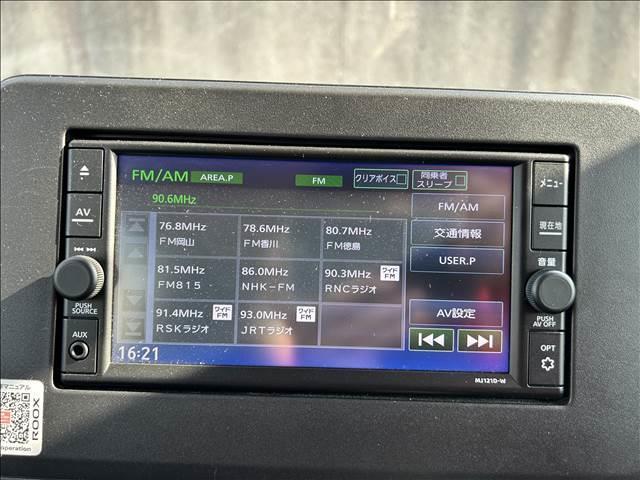 FM/AM AREA.P FM クリアボイス 同乗者スリープ
90.6MHz
FM/AM
交通情報
USER.P
AV設定
76.8MHz 78.6MHz 80.7MHz
FM岡山 FM香川 FM徳島
81.5MHz 86.0MHz 90.3MHz ワイドFM
FM815 NHK-FM RNCラジオ
91.4MHz ワイドFM 93.0MHz ワイドFM
RSKラジオ JRTラジオ
16:21
AV
PUSH
SOURCE
AUX
メニュー
現在地
音量
PUSH
AV OFF
OPT
MJ121D-W
マニュアル
ROOX
operation